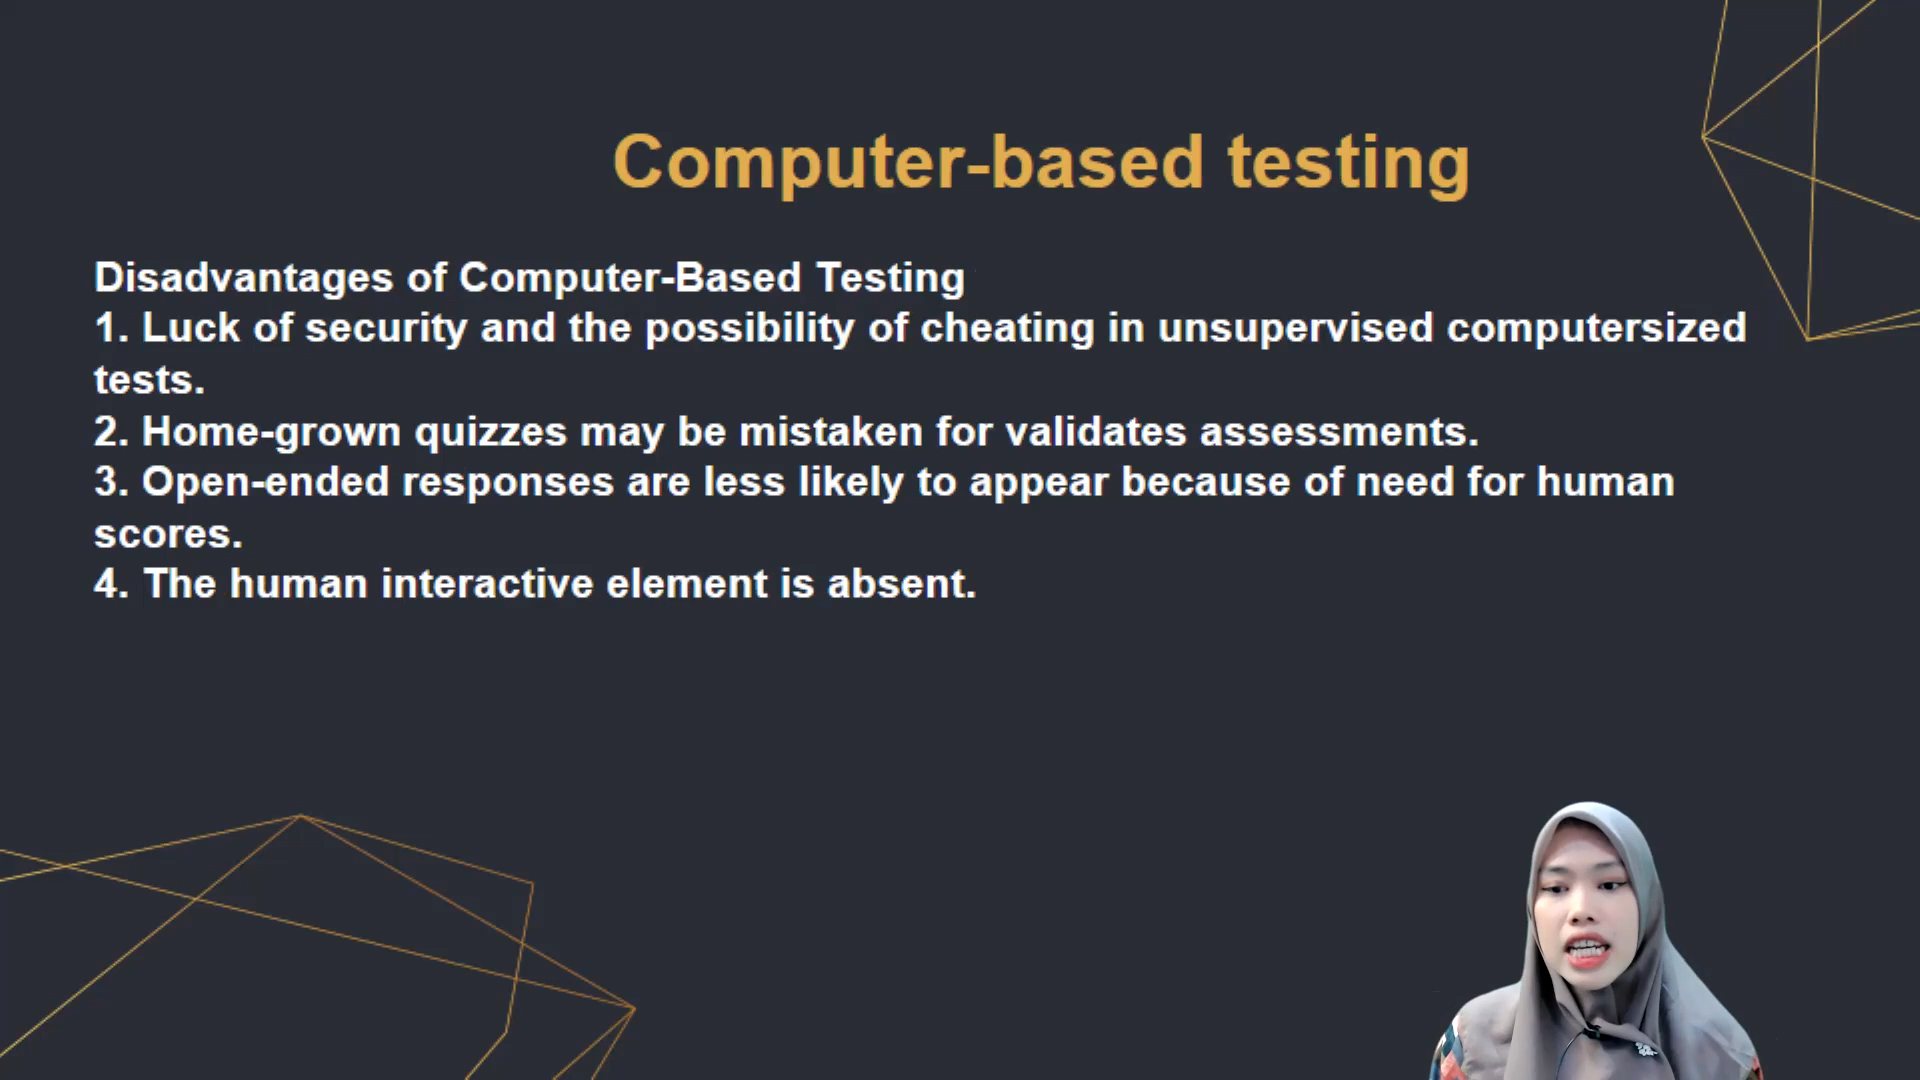 Computer-based testing
Disadvantages of Computer-Based Testing
1. Luck of security and the possibility of cheating in unsupervised computersized
tests.
2. Home-grown quizzes may be mistaken for validates assessments.
3. Open-ended responses are less likely to appear because of need for human
scores.
4. The human interactive element is absent.